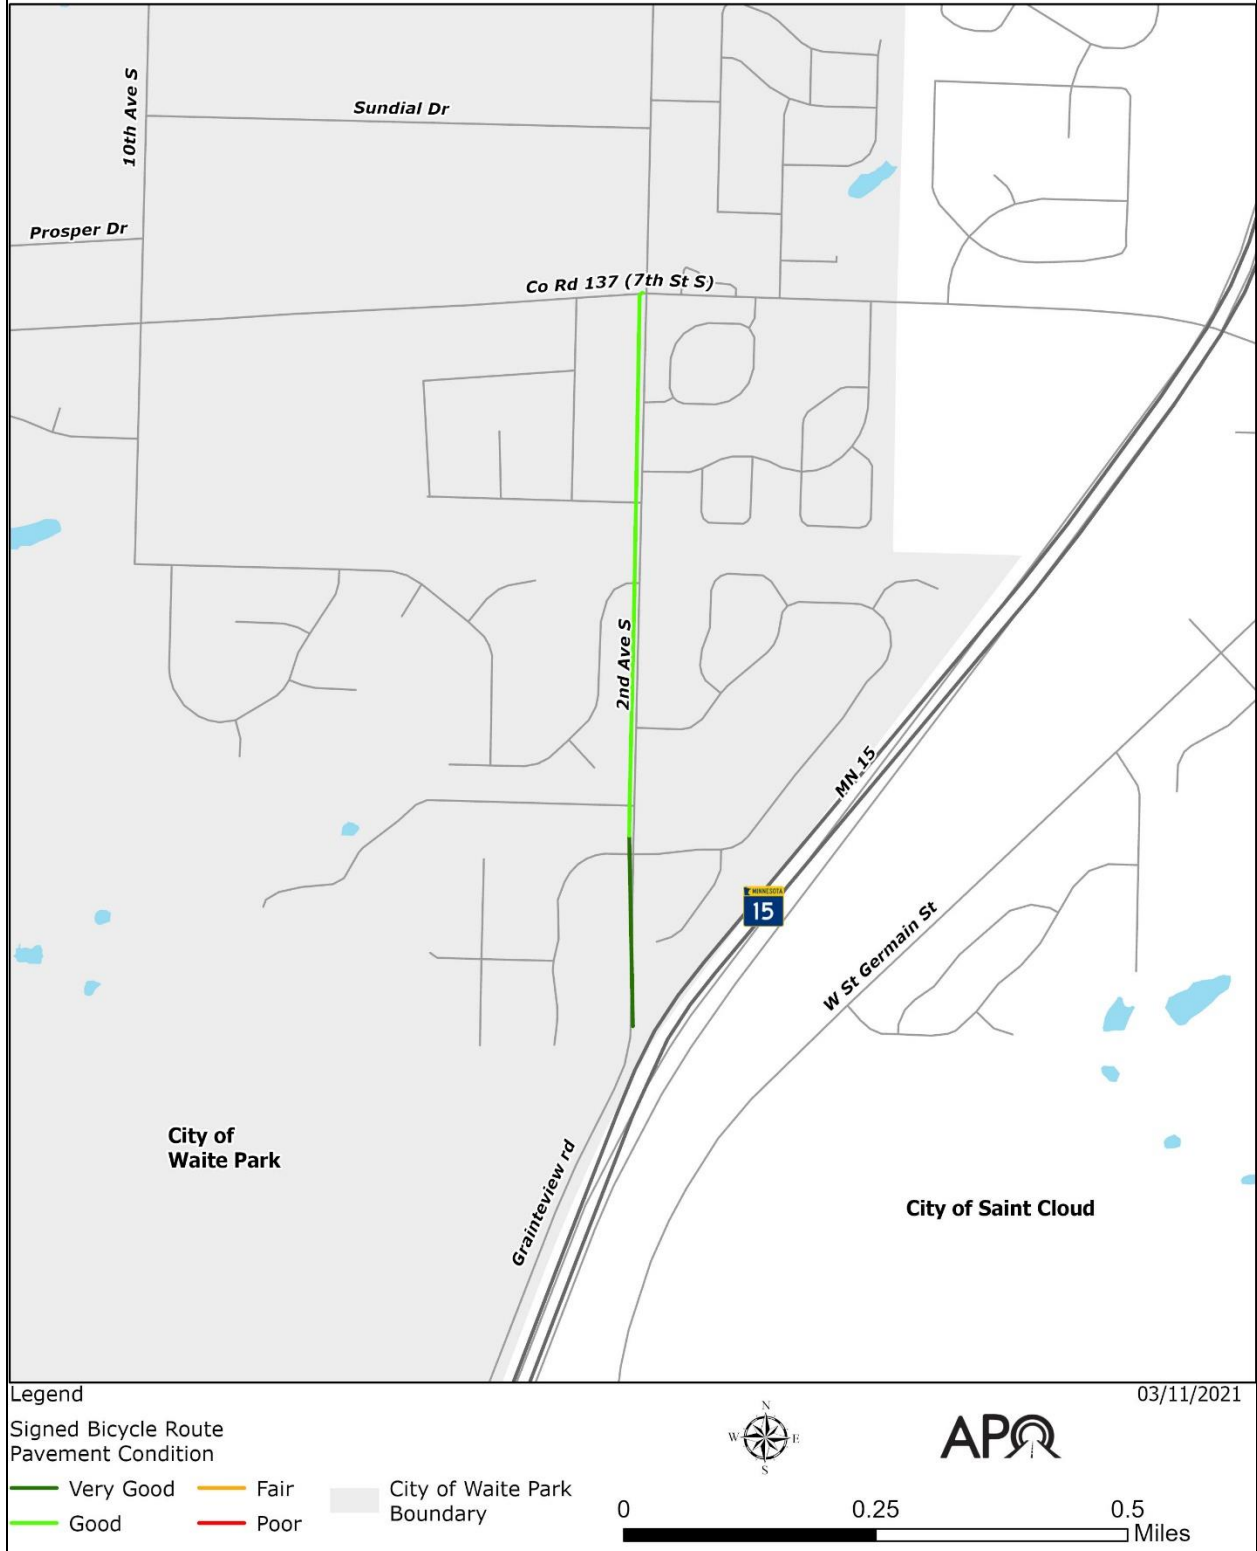 10th Ave S
Sundial Dr
Prosper Dr
Co Rd 137 (7th St S)
2nd Ave S
MN 15
MINNESOTA
15
W St Germain St
City of
Waite Park
Grainteview rd
City of Saint Cloud
Legend
03/11/2021
Signed Bicycle Route
Pavement Condition
Very Good
Fair
Good
Poor
City of Waite Park
Boundary
N
W E
S
APO
0 0.25 0.5
Miles